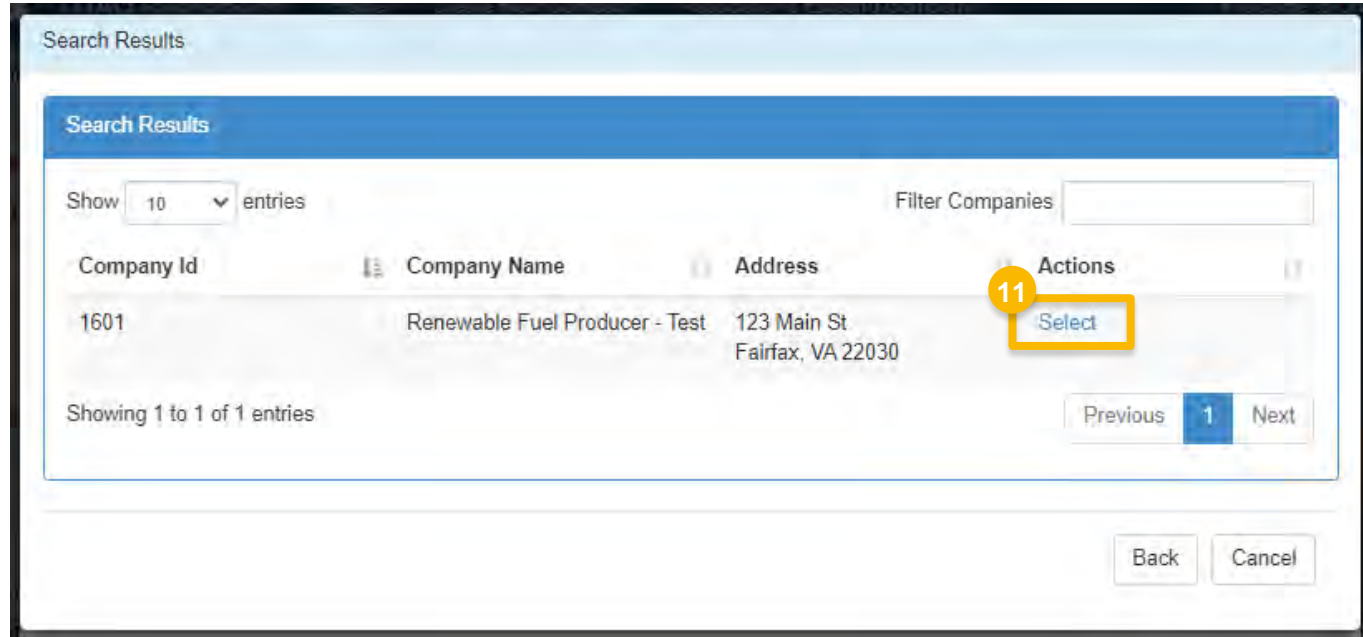 Search Results
Search Results
Show 10 entries
Filter Companies
Company Id Company Name Address Actions
11
1601 Renewable Fuel Producer - Test 123 Main St Select
Fairfax, VA 22030
Showing 1 to 1 of 1 entries
Previous 1 Next
Back Cancel